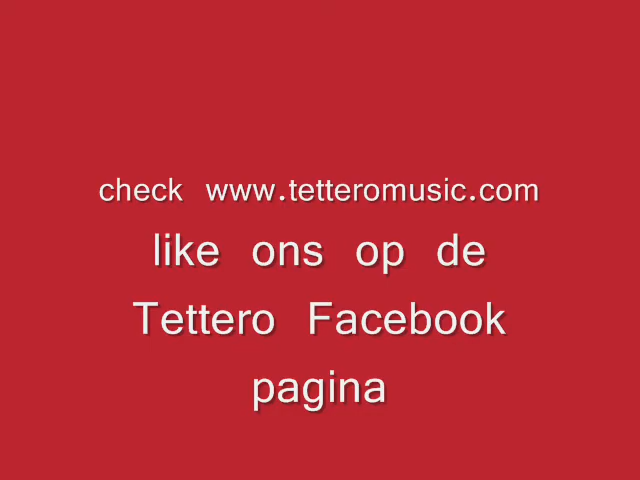 check www.tetteromusic.com
like ons op de
Tettero Facebook
pagina